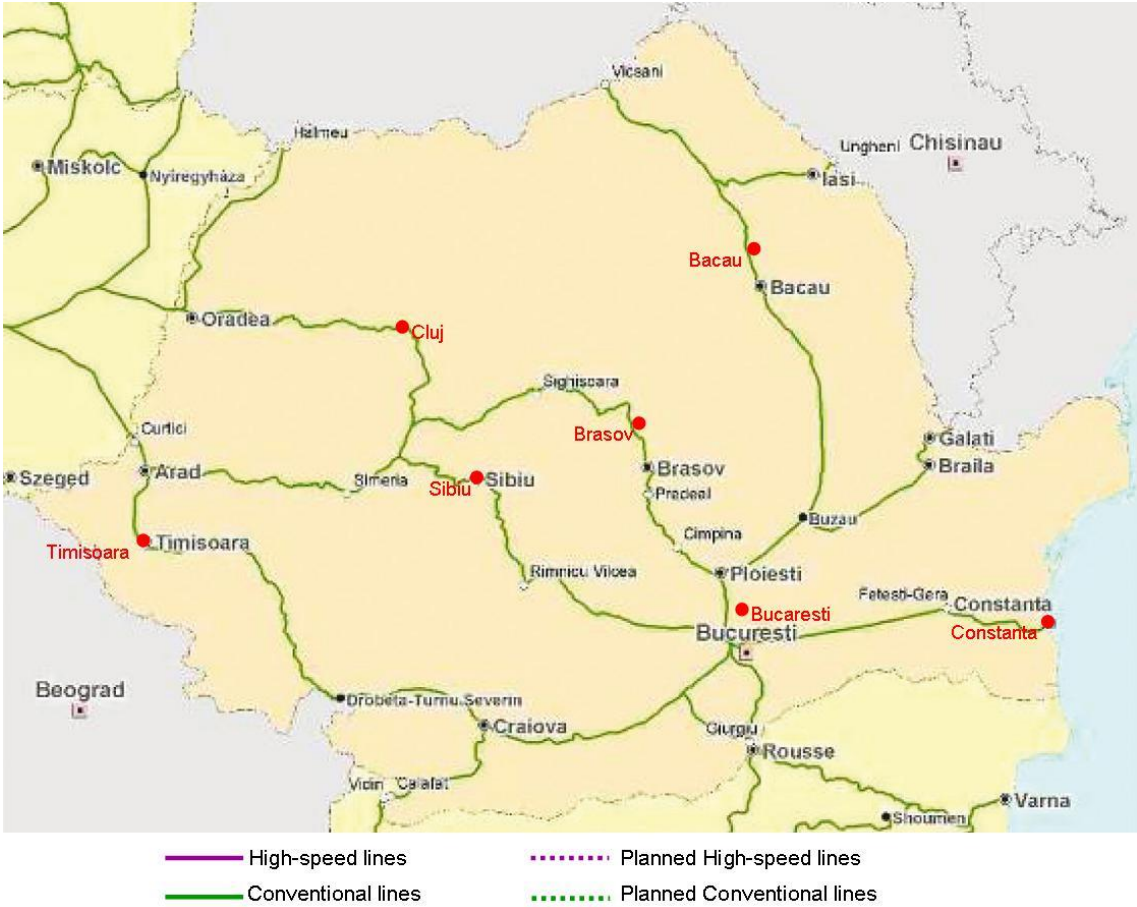 Vicsani
Halmeu
Ungheni
Chisinau
Miskolc
Nyíregyháza
Iasi
Bacau
Bacau
Oradea
Cluj
Sighisoara
Curtici
Brasov
Galati
Szeged
Arad
Simeria
Sibiu
Sibiu
Brasov
Braila
Predeal
Timisoara
Timisoara
Buzau
Cimpina
Rimnicu Vilcea
Ploiesti
Fetesti-Gera
Constanta
Bucaresti
Bucuresti
Constanta
Beograd
Drobeta-Turnu.Severin
Craiova
Giurgiu
Rousse
Vidin
Calafat
Varna
Shoumen
High-speed lines
Planned High-speed lines
Conventional lines
Planned Conventional lines